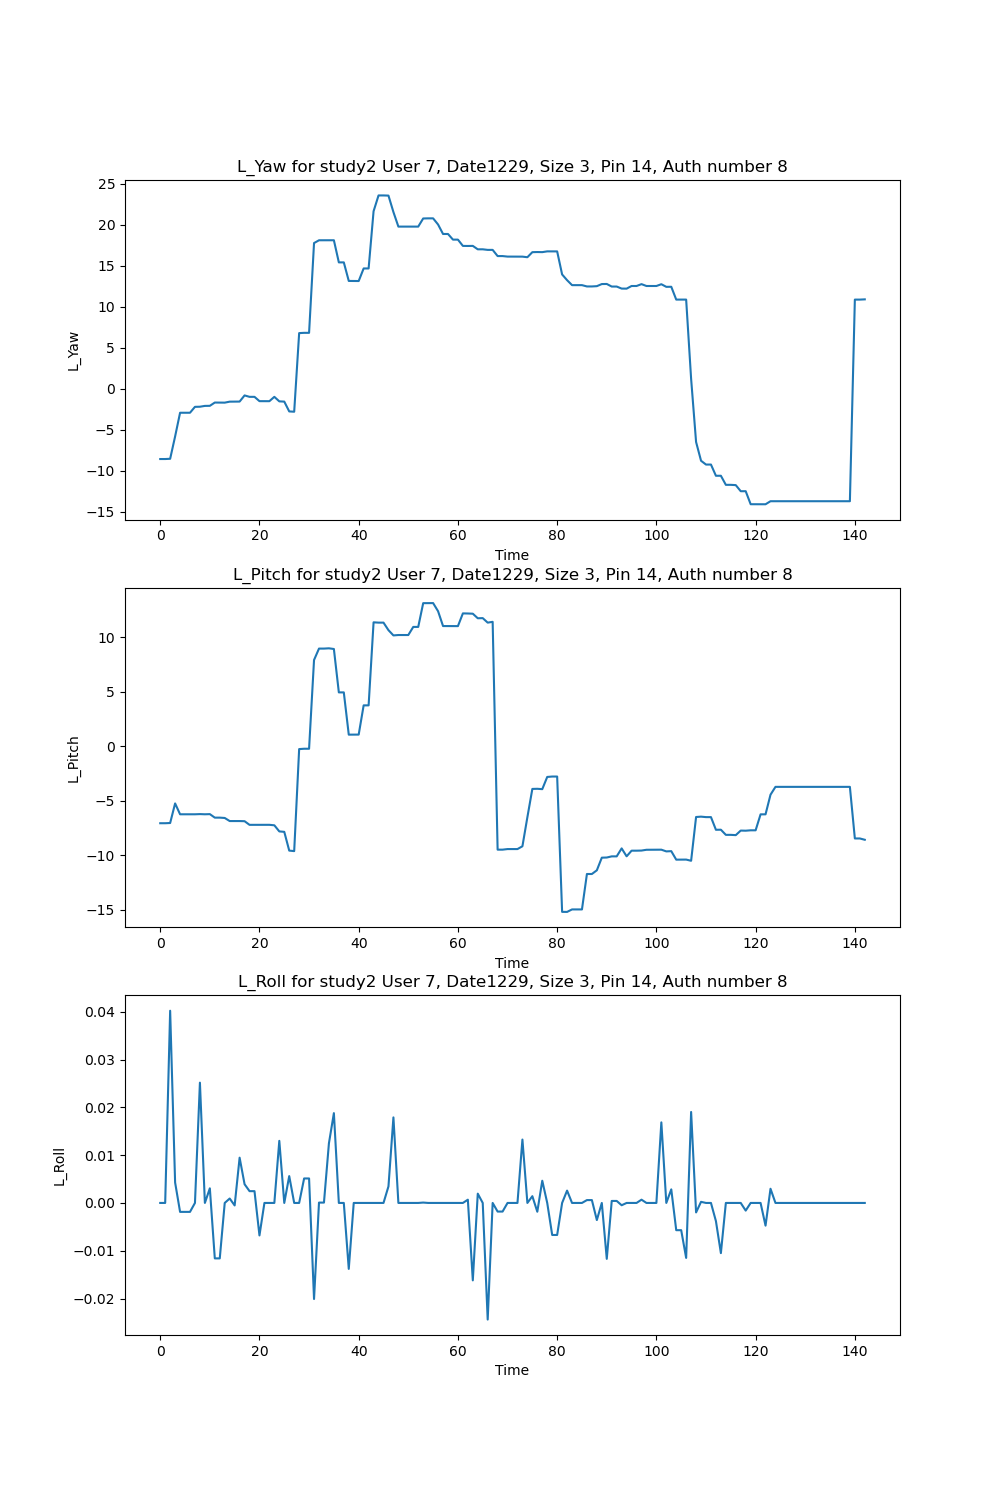 L_Yaw for study2 User 7, Date1229, Size 3, Pin 14, Auth number 8
25
20
15
10
5
0
−5
−10
−15
L_Yaw
0 20 40 60 80 100 120 140
Time
L_Pitch for study2 User 7, Date1229, Size 3, Pin 14, Auth number 8
10
5
0
−5
−10
−15
L_Pitch
0 20 40 60 80 100 120 140
Time
L_Roll for study2 User 7, Date1229, Size 3, Pin 14, Auth number 8
0.04
0.03
0.02
0.01
0.00
−0.01
−0.02
L_Roll
0 20 40 60 80 100 120 140
Time